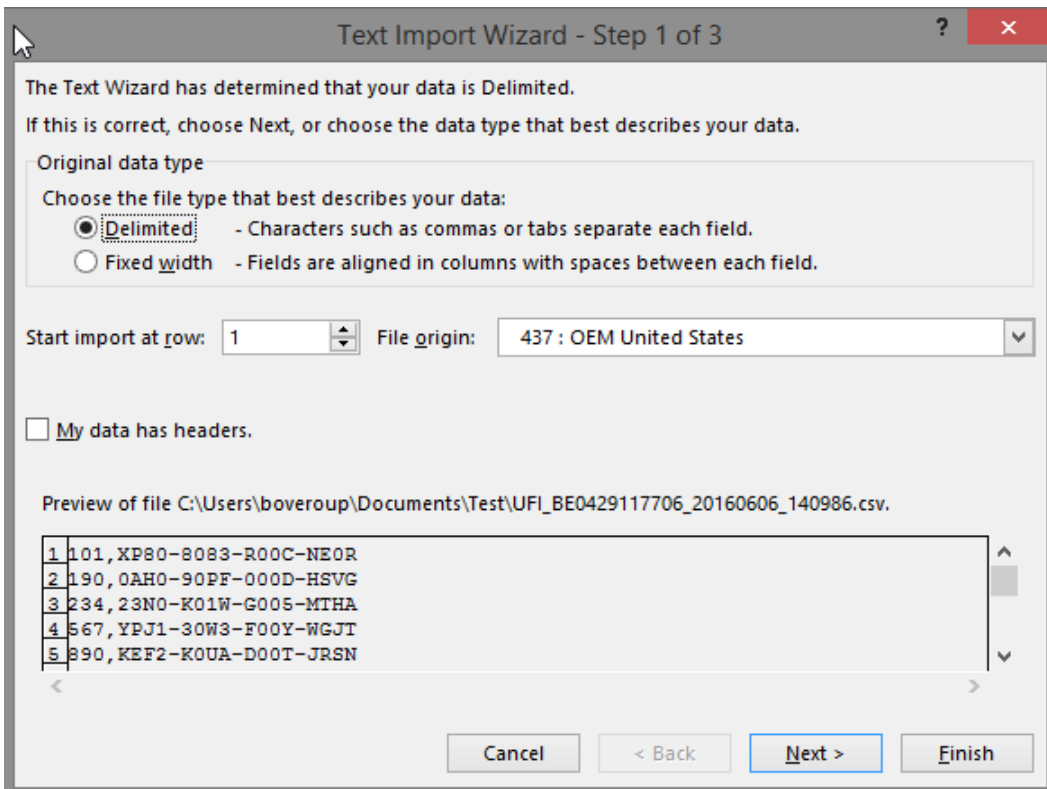 Text Import Wizard - Step 1 of 3
?
The Text Wizard has determined that your data is Delimited.
If this is correct, choose Next, or choose the data type that best describes your data.
Original data type
Choose the file type that best describes your data:
Delimited - Characters such as commas or tabs separate each field.
Fixed width - Fields are aligned in columns with spaces between each field.
Start import at row: 1 File origin: 437 : OEM United States
My data has headers.
Preview of file C:\Users\boveroup\Documents\Test\UFI_BE0429117706_20160606_140986.csv.
1 101,XP80-8083-R00C-NE0R
2 190,0AH0-90PF-000D-HSVG
3 234,23N0-K01W-G005-MTHA
4 567,YPJ1-30W3-F00Y-WGJT
5 890,KEF2-K0UA-D00T-JRSN
Cancel < Back Next > Finish